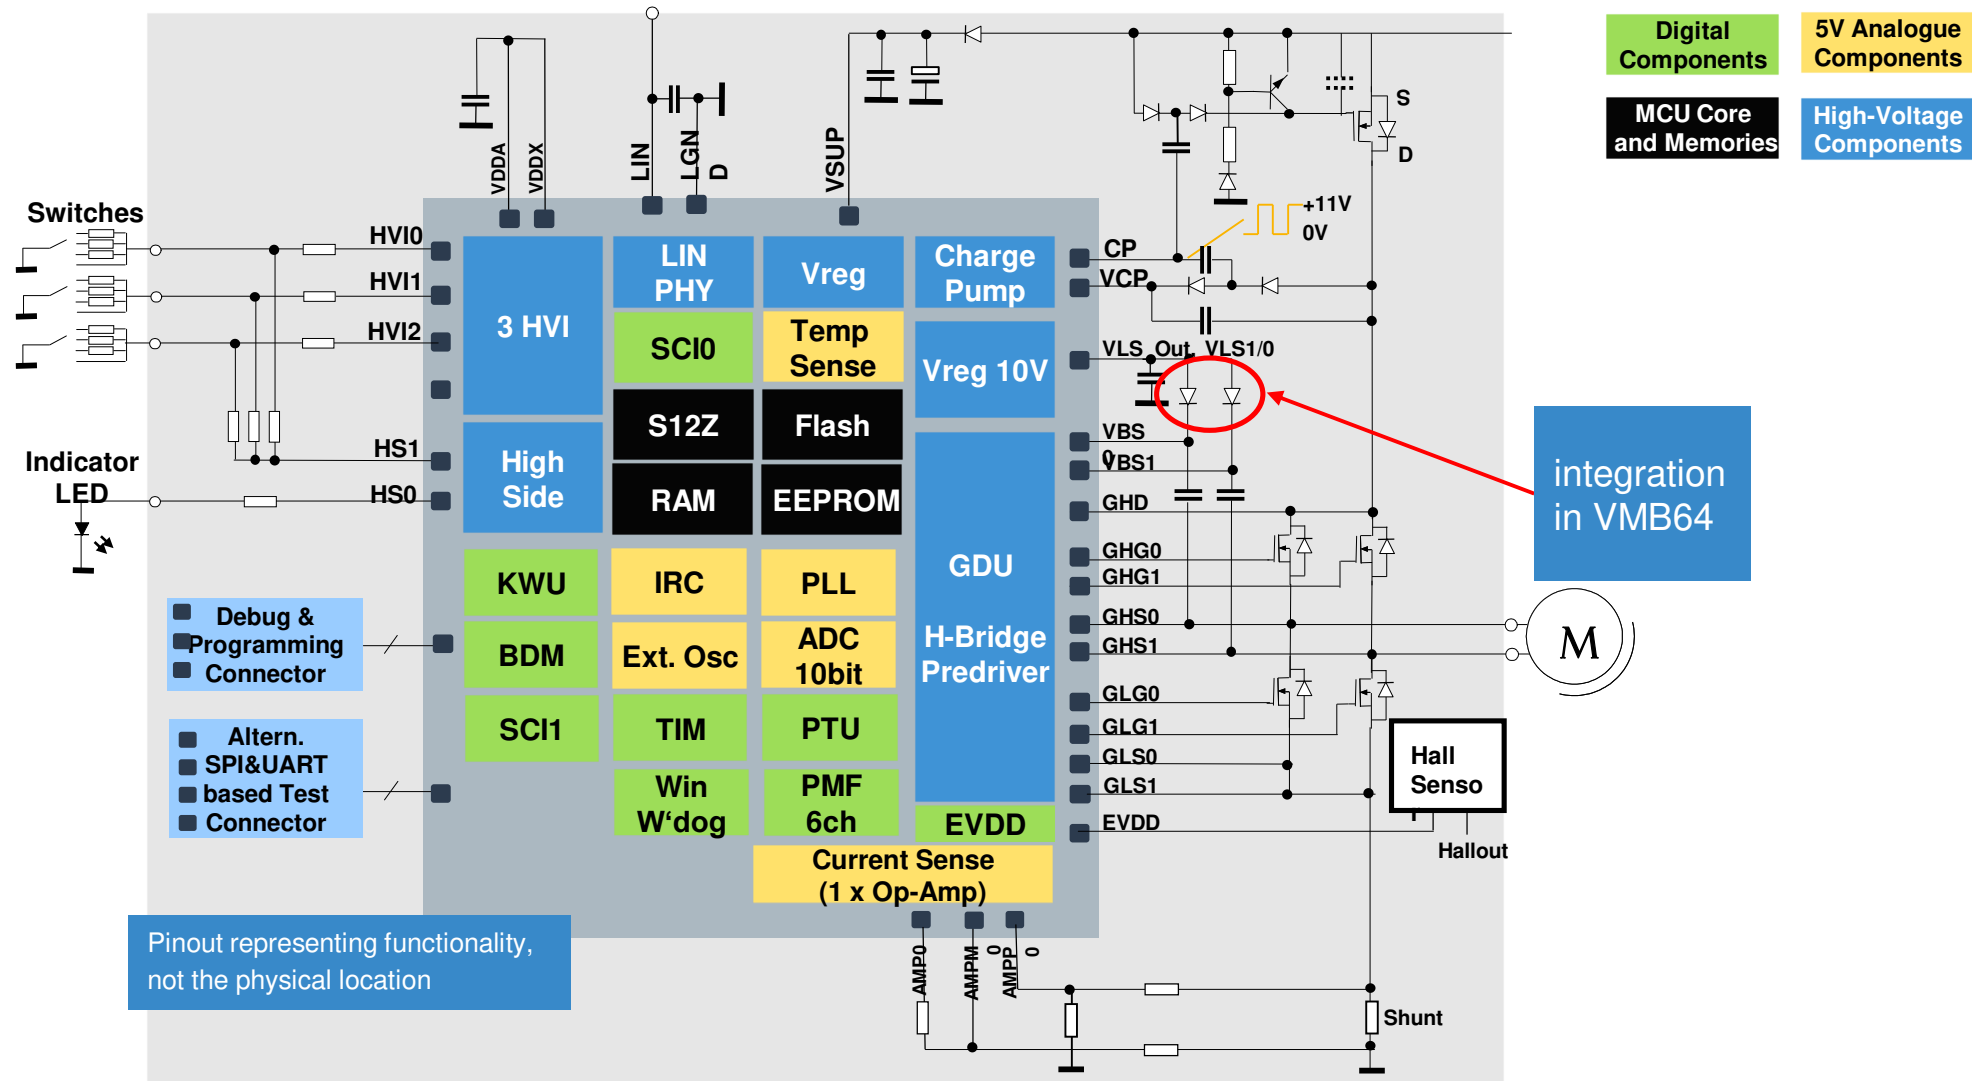 Digital
Components
5V Analogue
Components
MCU Core
and Memories
High-Voltage
Components
S
D
VDDA
VDDX
LIN
LGN
D
VSUP
+11V
0V
Switches
HVI0
HVI1
HVI2
HS1
Indicator
LED
HS0
3 HVI
LIN
PHY
Vreg
Charge
Pump
SCI0
Temp
Sense
Vreg 10V
S12Z
Flash
High
Side
RAM
EEPROM
GDU
H-Bridge
Predriver
KWU
IRC
PLL
BDM
Ext. Osc
ADC
10bit
SCI1
TIM
PTU
Win
W'dog
PMF
6ch
EVDD
Current Sense
(1 x Op-Amp)
CP
VCP
VLS_Out
VLS1/0
VBS
0
VBS1
GHD
GHG0
GHG1
GHS0
GHS1
GLG0
GLG1
GLS0
GLS1
EVDD
integration
in VMB64
M
Hall
Senso
r
Hallout
Debug &
Programming
Connector
Altern.
SPI&UART
based Test
Connector
Pinout representing functionality,
not the physical location
AMP0
AMPM
0
AMPP
0
Shunt